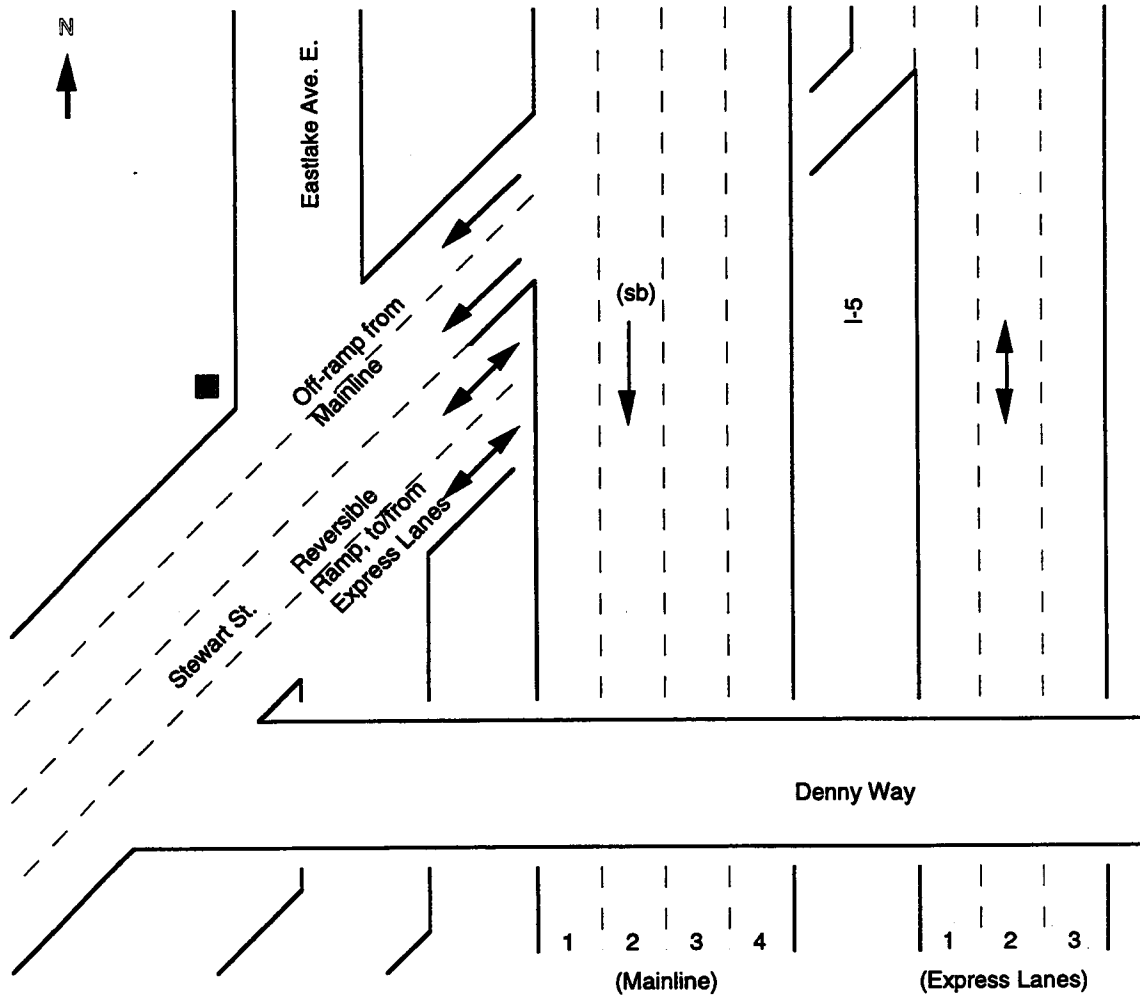 N
Eastlake Ave. E.
Off-ramp from
Mainline
(sb)
I-5
Reversible
Ramp, to/from
Express Lanes
Stewart St.
Denny Way
1 2 3 4 1 2 3
(Mainline) (Express Lanes)